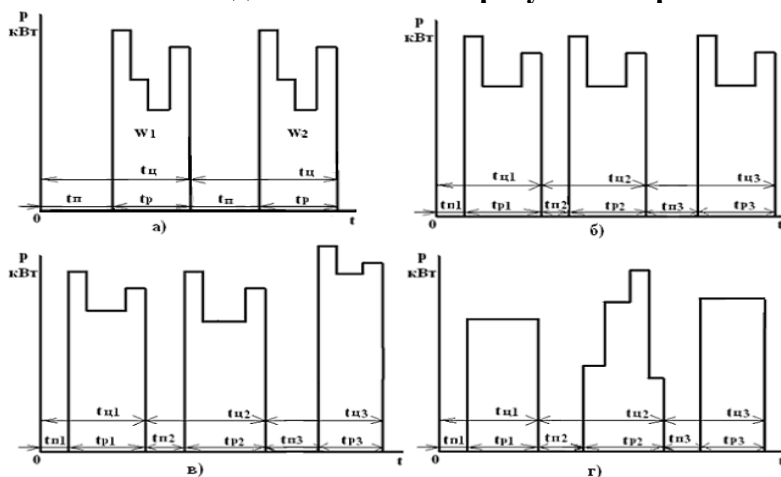 Р
кВт
W1
W2
tц
tц
tп
tр
tп
tр
0
t
а)
Р
кВт
tц1
tц2
tц3
tп1
tр1
tп2
tр2
tп3
tр3
0
б)
Р
кВт
tц1
tц2
tц3
tп1
tр1
tп2
tр2
tп3
tр3
0
t
в)
Р
кВт
tц1
tц2
tц3
tп1
tр1
tп2
tр2
tп3
tр3
0
t
г)